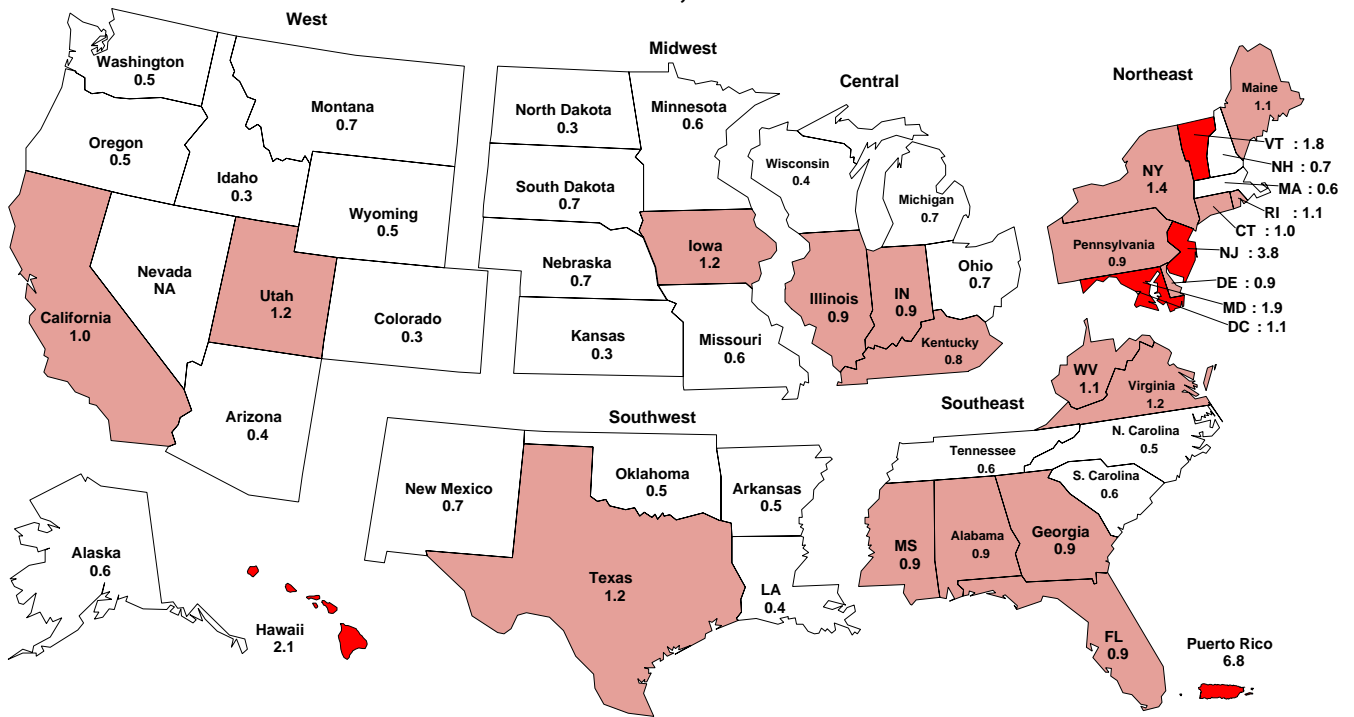 West
Washington
0.5
Oregon
0.5
Idaho
0.3
Montana
0.7
Wyoming
0.5
Nevada
NA
Utah
1.2
California
1.0
Colorado
0.3
Arizona
0.4
Alaska
0.6
Hawaii
2.1
Midwest
North Dakota
0.3
Minnesota
0.6
South Dakota
0.7
Nebraska
0.7
Iowa
1.2
Kansas
0.3
Missouri
0.6
Central
Wisconsin
0.4
Michigan
0.7
Illinois
0.9
IN
0.9
Ohio
0.7
Kentucky
0.8
Northeast
Maine
1.1
VT : 1.8
NH : 0.7
MA : 0.6
RI : 1.1
CT : 1.0
NJ : 3.8
DE : 0.9
MD : 1.9
DC : 1.1
NY
1.4
Pennsylvania
0.9
Southwest
New Mexico
0.7
Oklahoma
0.5
Arkansas
0.5
Texas
1.2
LA
0.4
Southeast
WV
1.1
Virginia
1.2
Tennessee
0.6
N. Carolina
0.5
S. Carolina
0.6
MS
0.9
Alabama
0.9
Georgia
0.9
FL
0.9
Puerto Rico
6.8